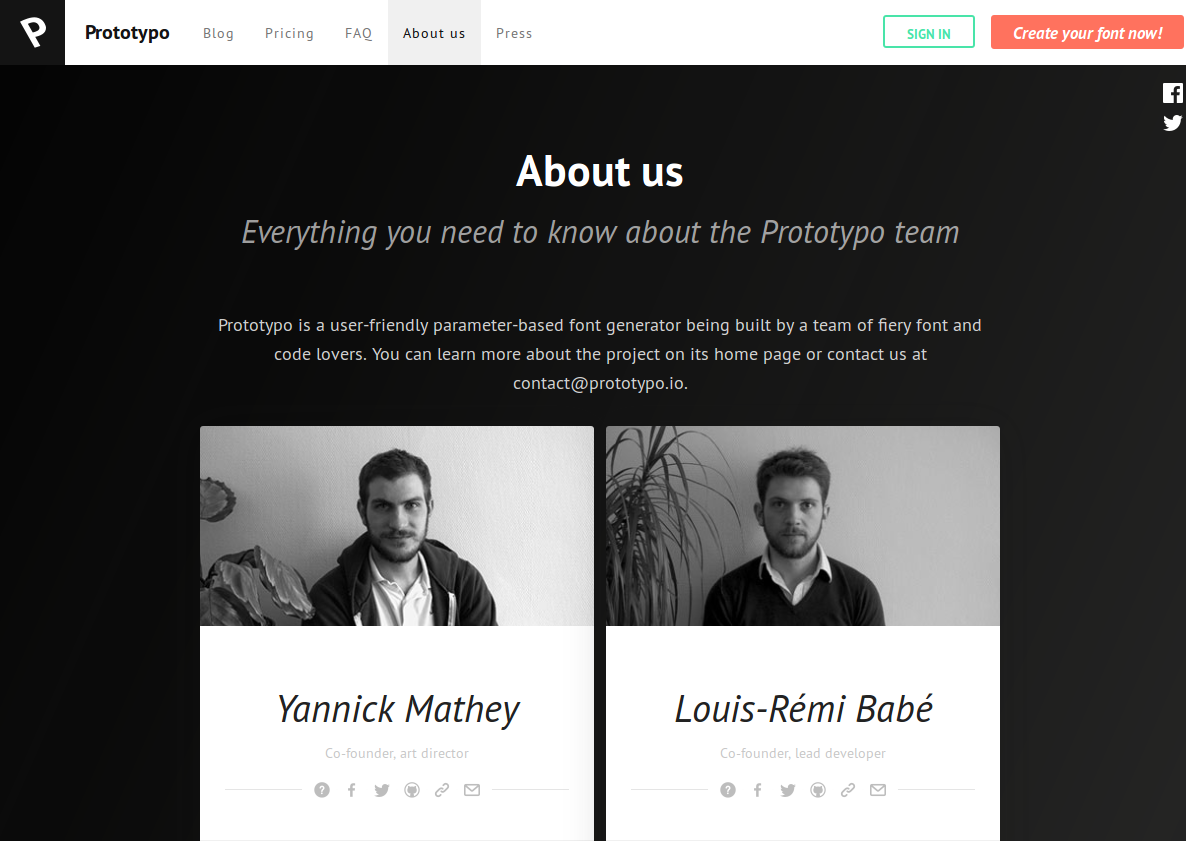 Prototypo
Blog
Pricing
FAQ
About us
Press
SIGN IN
Create your font now!
About us
Everything you need to know about the Prototypo team
Prototypo is a user-friendly parameter-based font generator being built by a team of fiery font and
code lovers. You can learn more about the project on its home page or contact us at
contact@prototypo.io.
Yannick Mathey
Co-founder, art director
Louis-Rémi Babé
Co-founder, lead developer